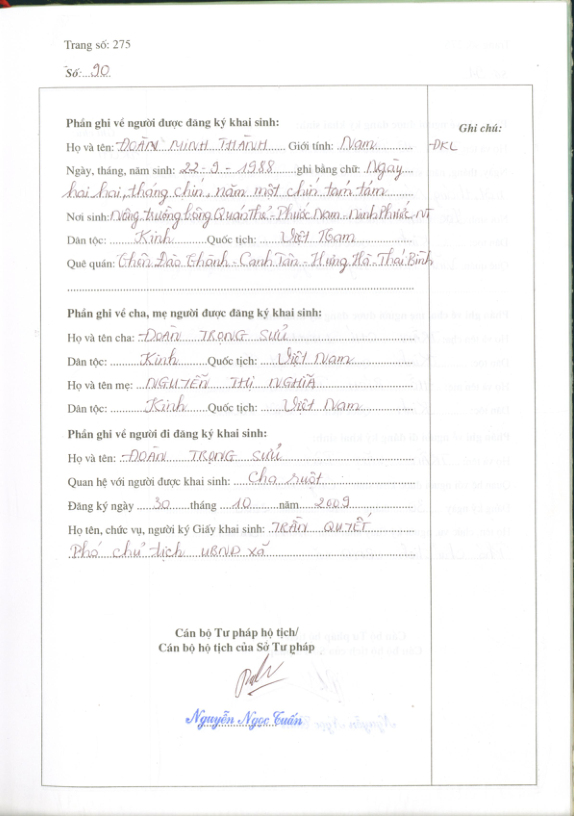 Trang số: 275
Số: 90
Phần ghi về người được đăng ký khai sinh:
Ghi chú:
Họ và tên: ĐOÀN MINH THÀNH Giới tính: Nam
ĐKL
Ngày, tháng, năm sinh: 22-9-1988 ghi bằng chữ: Ngày
hai hai, tháng chín, năm một chín tám tám
Nơi sinh: Nông trường bông Quán Thẻ - Phước Nam - Ninh Phước NT
Dân tộc: Kinh Quốc tịch: Việt Nam
Quê quán: Thôn Đào Thành - Canh Tân - Hưng Hà - Thái Bình
Phần ghi về cha, mẹ người được đăng ký khai sinh:
Họ và tên cha: ĐOÀN TRỌNG SỬU
Dân tộc: Kinh Quốc tịch: Việt Nam
Họ và tên mẹ: NGUYỄN THỊ NGHĨA
Dân tộc: Kinh Quốc tịch: Việt Nam
Phần ghi về người đi đăng ký khai sinh:
Họ và tên: ĐOÀN TRỌNG SỬU
Quan hệ với người được khai sinh: Cha ruột
Đăng ký ngày 30 tháng 10 năm 2009
Họ tên, chức vụ, người ký Giấy khai sinh: TRẦN QUYẾT
Phó chủ tịch UBND xã
Cán bộ Tư pháp hộ tịch/
Cán bộ hộ tịch của Sở Tư pháp
Nguyễn Ngọc Tuấn